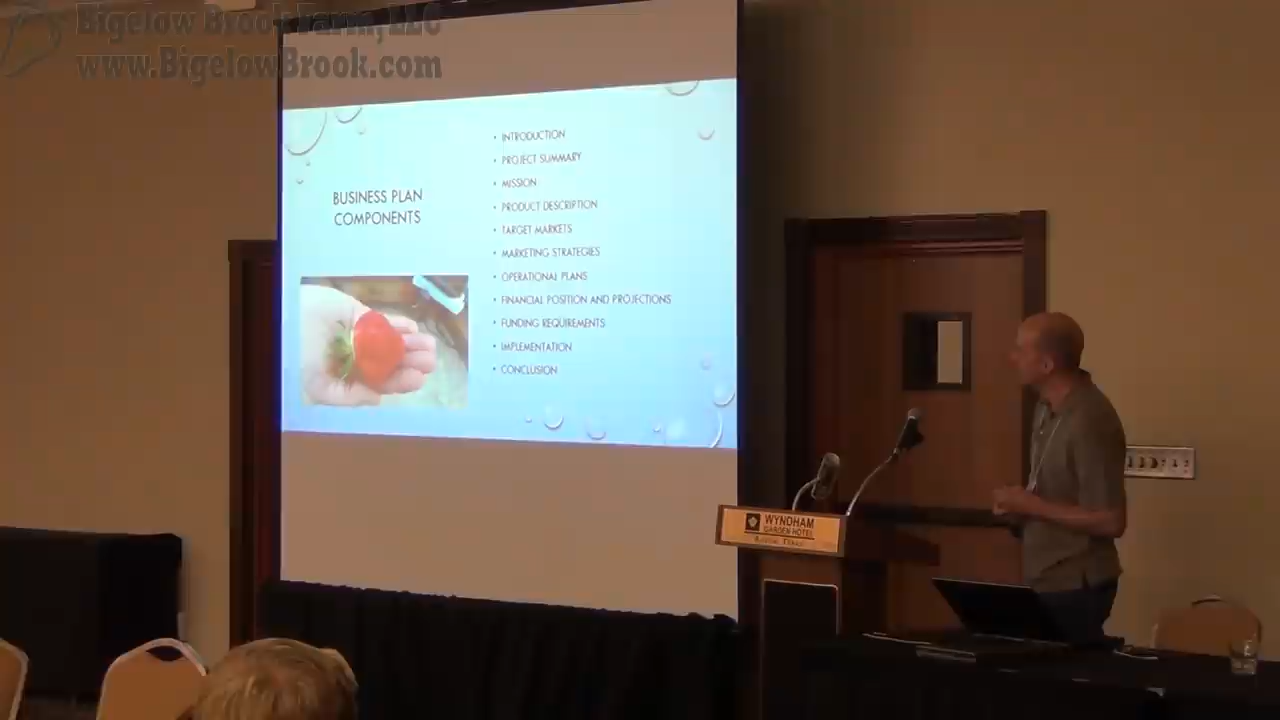 Bigelow Brook Farm, LLC
www.BigelowBrook.com
BUSINESS PLAN
COMPONENTS
• INTRODUCTION
• PROJECT SUMMARY
• MISSION
• PRODUCT DESCRIPTION
• TARGET MARKETS
• MARKETING STRATEGIES
• OPERATIONAL PLANS
• FINANCIAL POSITION AND PROJECTIONS
• FUNDING REQUIREMENTS
• IMPLEMENTATION
• CONCLUSION
WYNDHAM
GARDEN HOTEL